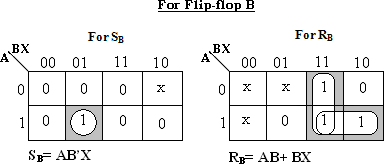 For Flip-flop B
For SB For RB
BX BX
A 00 01 11 10 A 00 01 11 10
0 0 0 0 x 0 x x 1 0
1 0 1 0 0 1 x 0 1 1
SB= AB'X RB= AB+ BX